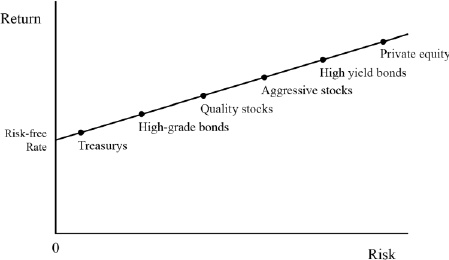 Return
Private equity
High yield bonds
Aggressive stocks
Quality stocks
High-grade bonds
Risk-free
Rate
Treasurys
0
Risk